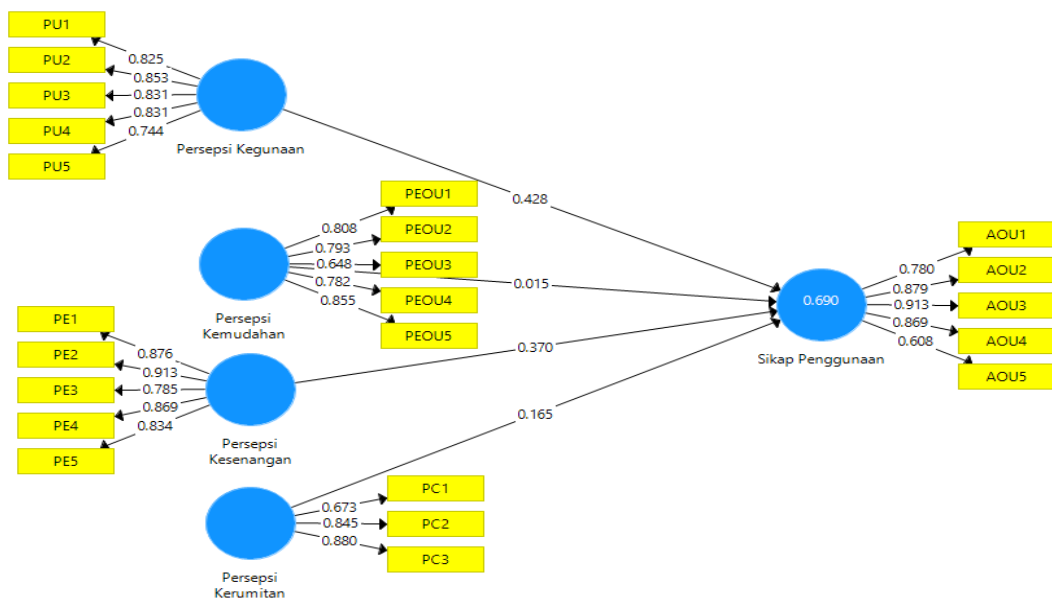 PU1
PU2
PU3
PU4
PU5
0.825
0.853
0.831
0.831
0.744
Persepsi Kegunaan
0.428
PEOU1
PEOU2
PEOU3
PEOU4
PEOU5
0.808
0.793
0.648
0.782
0.855
Persepsi
Kemudahan
0.015
PE1
PE2
PE3
PE4
PE5
0.876
0.913
0.785
0.869
0.834
Persepsi
Kesenangan
0.370
PC1
PC2
PC3
0.673
0.845
0.880
Persepsi
Kerumitan
0.165
0.690
Sikap Penggunaan
AOU1
AOU2
AOU3
AOU4
AOU5
0.780
0.879
0.913
0.869
0.608